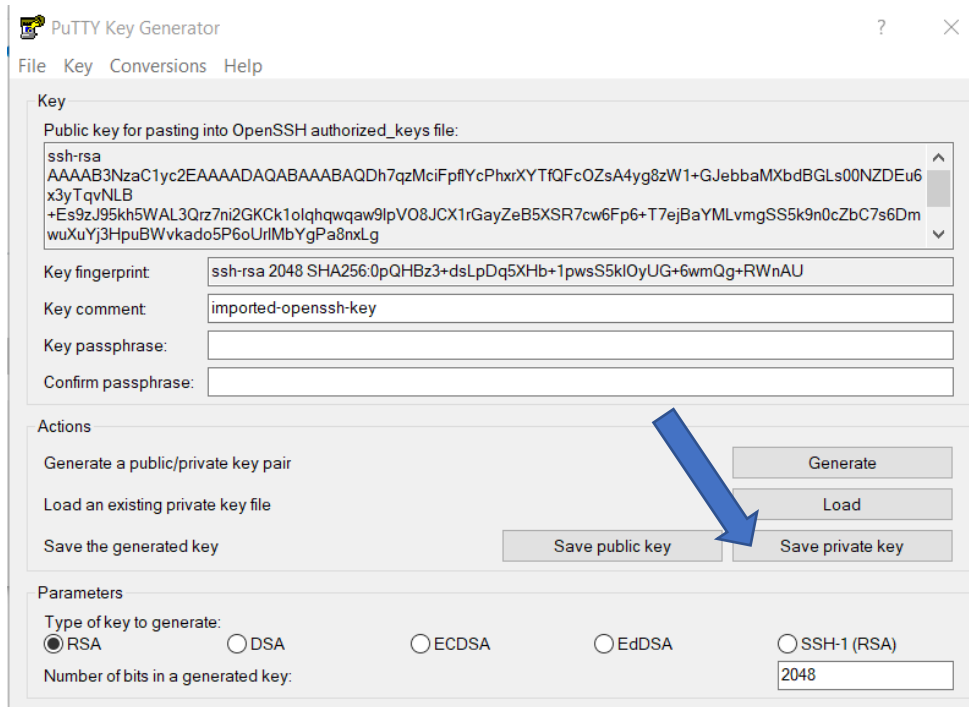 PuTTY Key Generator ?
File Key Conversions Help
Key
Public key for pasting into OpenSSH authorized_keys file:
ssh-rsa
AAAAB3NzaC1yc2EAAAADAQABAAABAQDh7qzMciFpflYcPhxrXYTfQFcOZsA4yg8zW1+GJebbaMXbdBGLs00NZDEu6
x3yTqvNLB
+Es9zJ95kh5WAL3Qrz7ni2GKCk1oIqhqwqaw9lpVO8JCX1rGayZeB5XSR7cw6Fp6+T7ejBaYMLvmgSS5k9n0cZbC7s6Dm
wuXuYj3HpuBWvkado5P6oUrlMbYgPa8nxLg
Key fingerprint: ssh-rsa 2048 SHA256:0pQHBz3+dsLpDq5XHb+1pwsS5klOyUG+6wmQg+RWnAU
Key comment: imported-openssh-key
Key passphrase:
Confirm passphrase:
Actions
Generate a public/private key pair Generate
Load an existing private key file Load
Save the generated key Save public key Save private key
Parameters
Type of key to generate:
RSA DSA ECDSA EdDSA SSH-1 (RSA)
Number of bits in a generated key: 2048